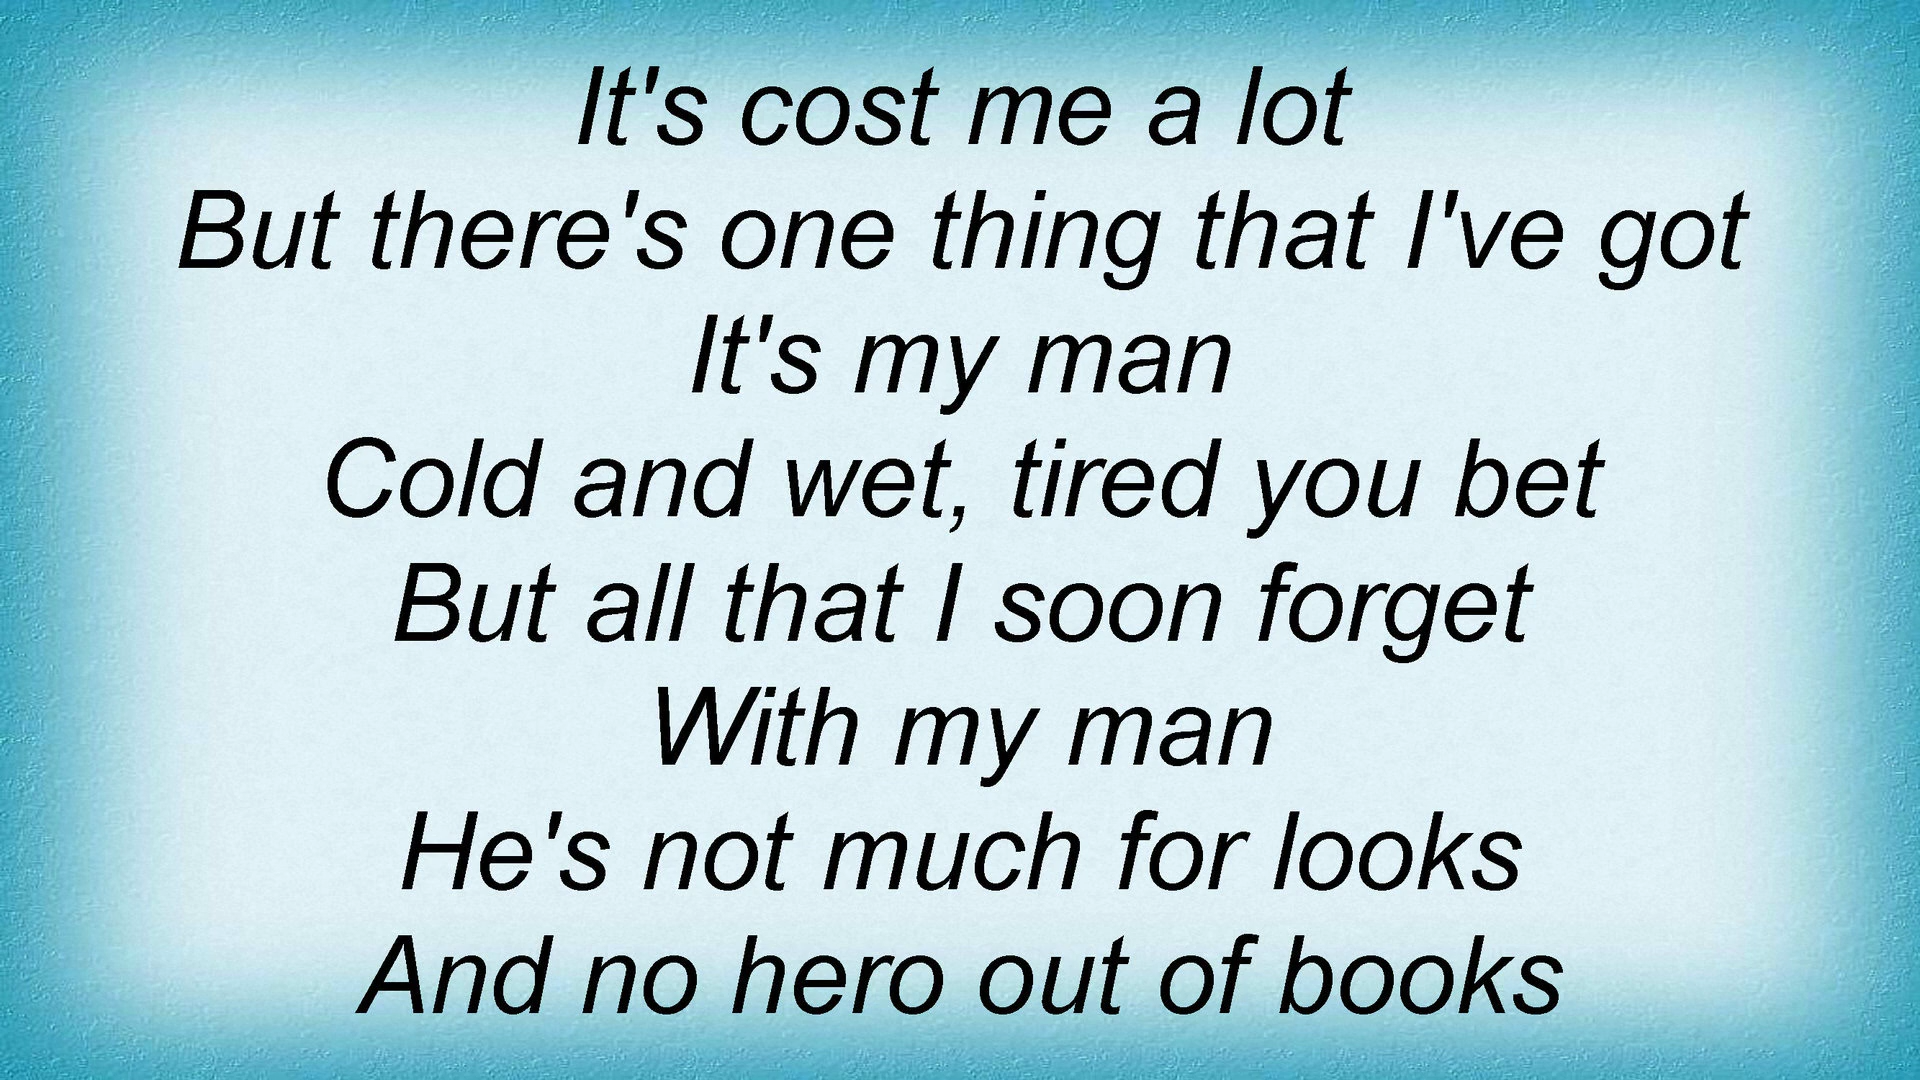 It's cost me a lot
But there's one thing that I've got
It's my man
Cold and wet, tired you bet
But all that I soon forget
With my man
He's not much for looks
And no hero out of books